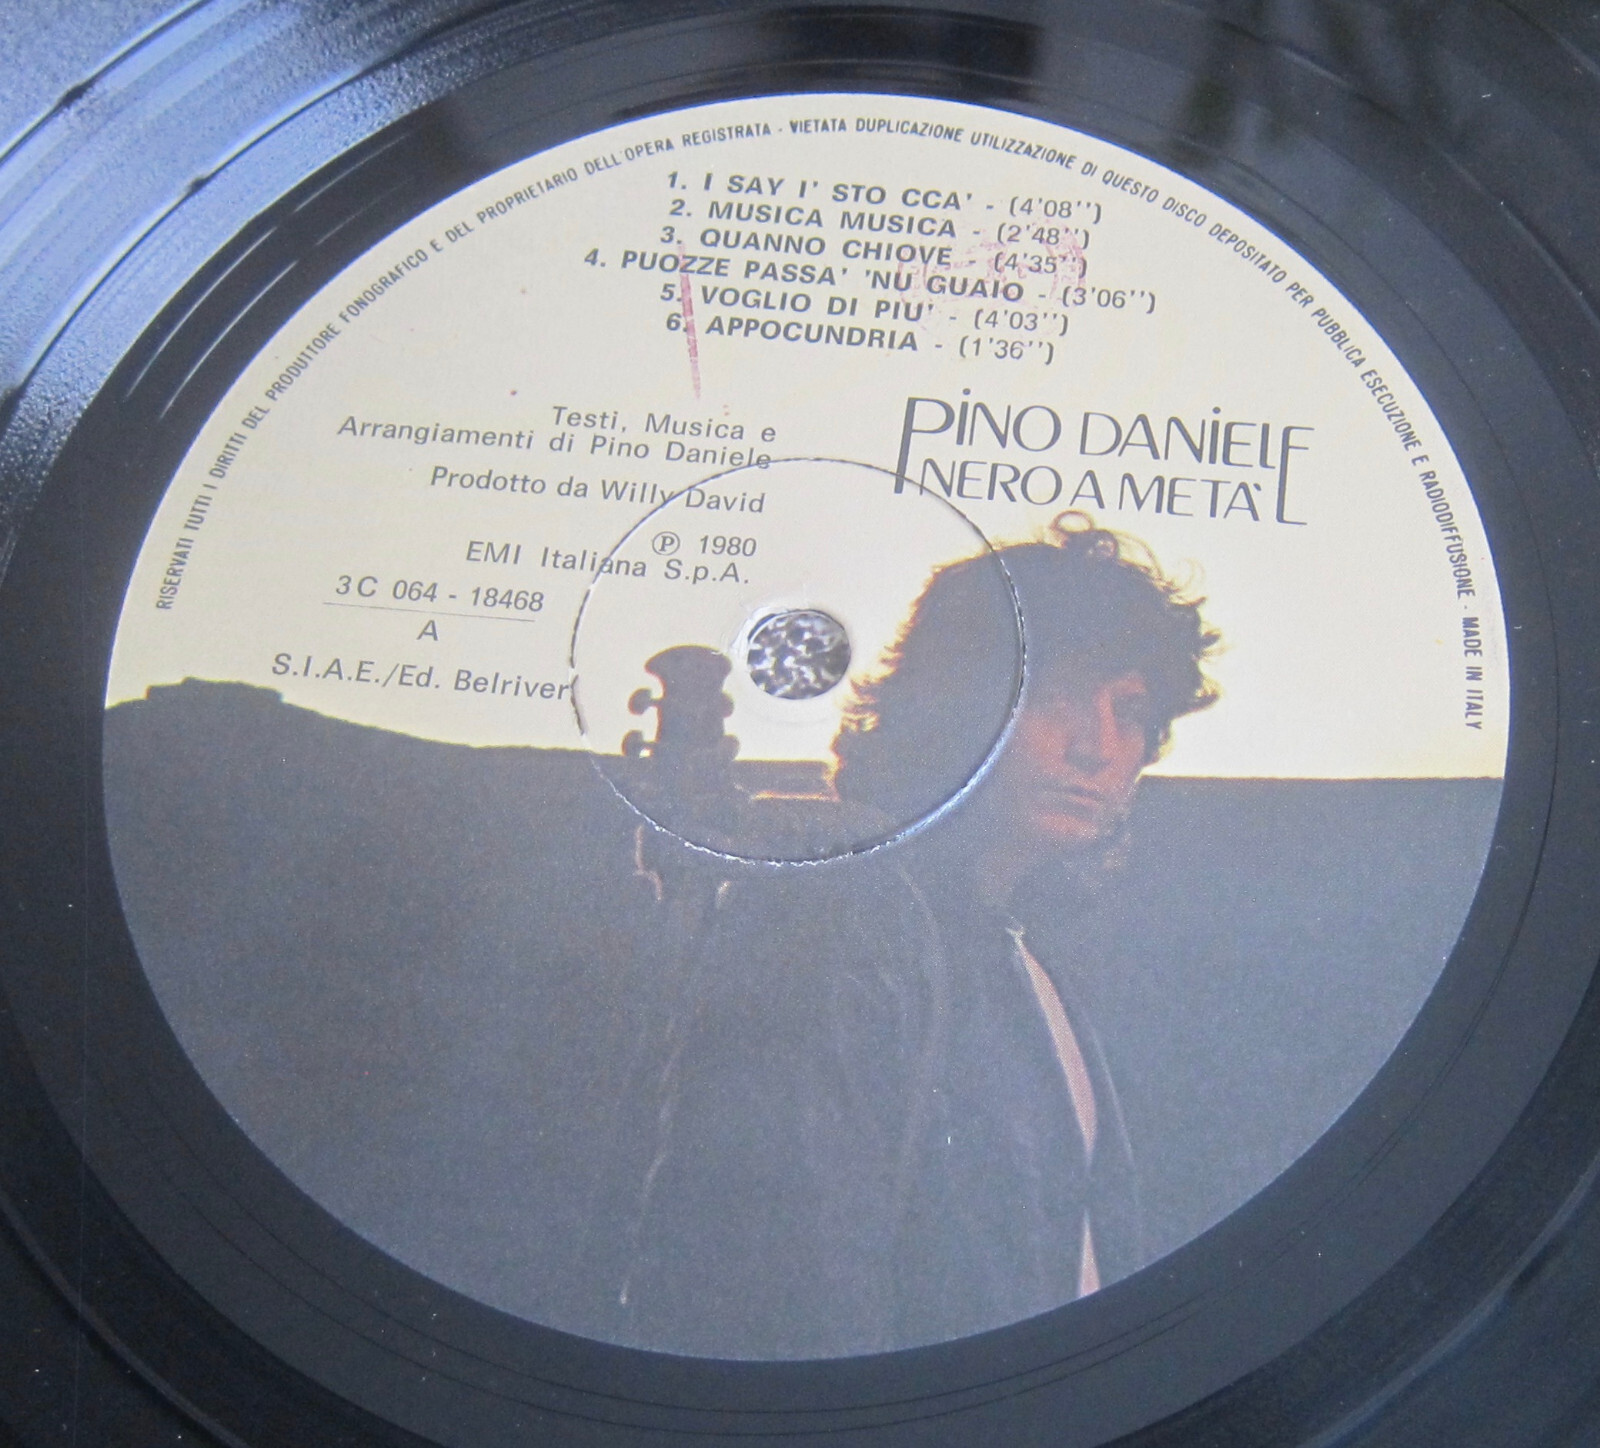 RISERVATI TUTTI I DIRITTI DEL PRODUTTORE FONOGRAFICO E DEL PROPRIETARIO DELL'OPERA REGISTRATA - VIETATA DUPLICAZIONE UTILIZZAZIONE DI QUESTO DISCO DEPOSITATO PER PUBBLICA ESECUZIONE E RADIODIFFUSIONE - MADE IN ITALY
1. I SAY I' STO CCA' - (4'08'')
2. MUSICA MUSICA - (2'48'')
3. QUANNO CHIOVE - (4'35'')
4. PUOZZE PASSA' 'NU GUAIO - (3'06'')
5. VOGLIO DI PIU' - (4'03'')
6. APPOCUNDRIA - (1'36'')
Testi, Musica e
Arrangiamenti di Pino Daniele
Prodotto da Willy David
℗ 1980
EMI Italiana S.p.A.
3C 064 - 18468
A
S.I.A.E./Ed. Belriver
PINO DANIELE
NERO A METÀ